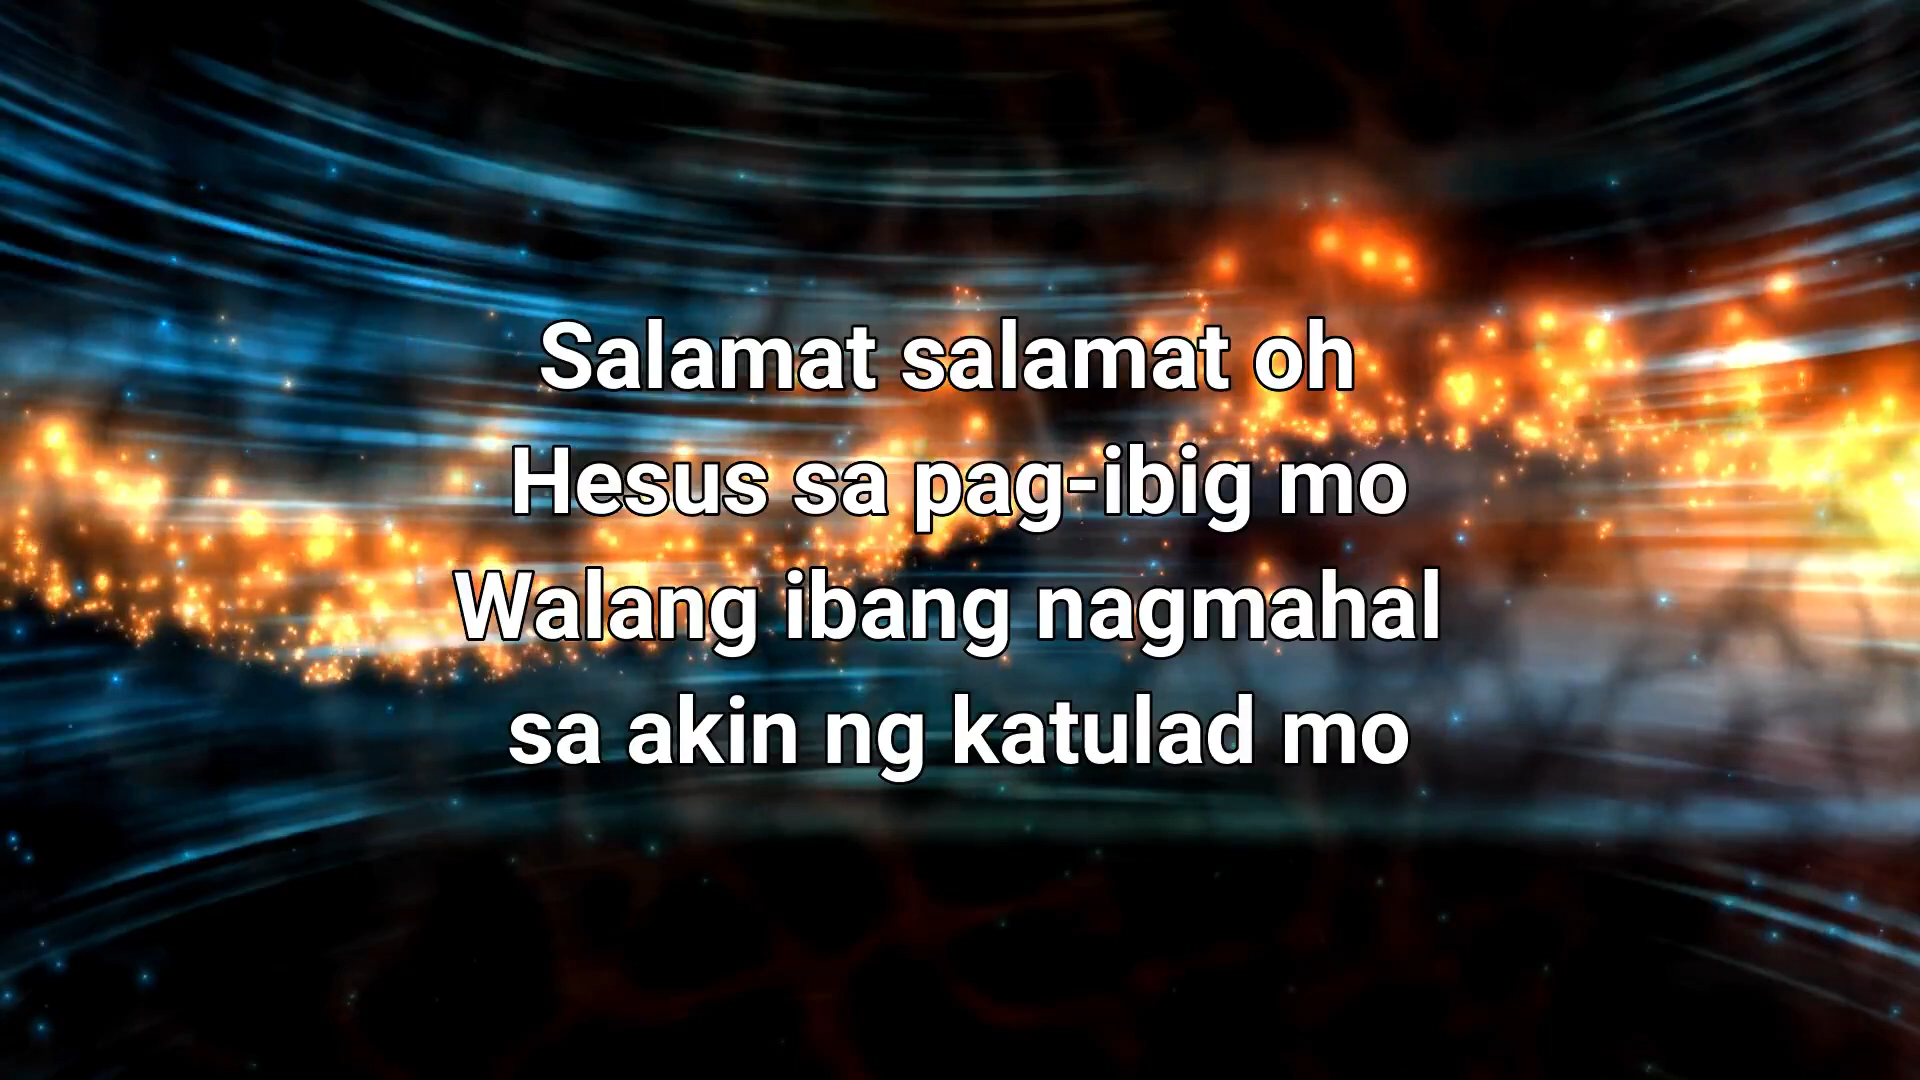 Salamat salamat oh
Hesus sa pag-ibig mo
Walang ibang nagmahal
sa akin ng katulad mo